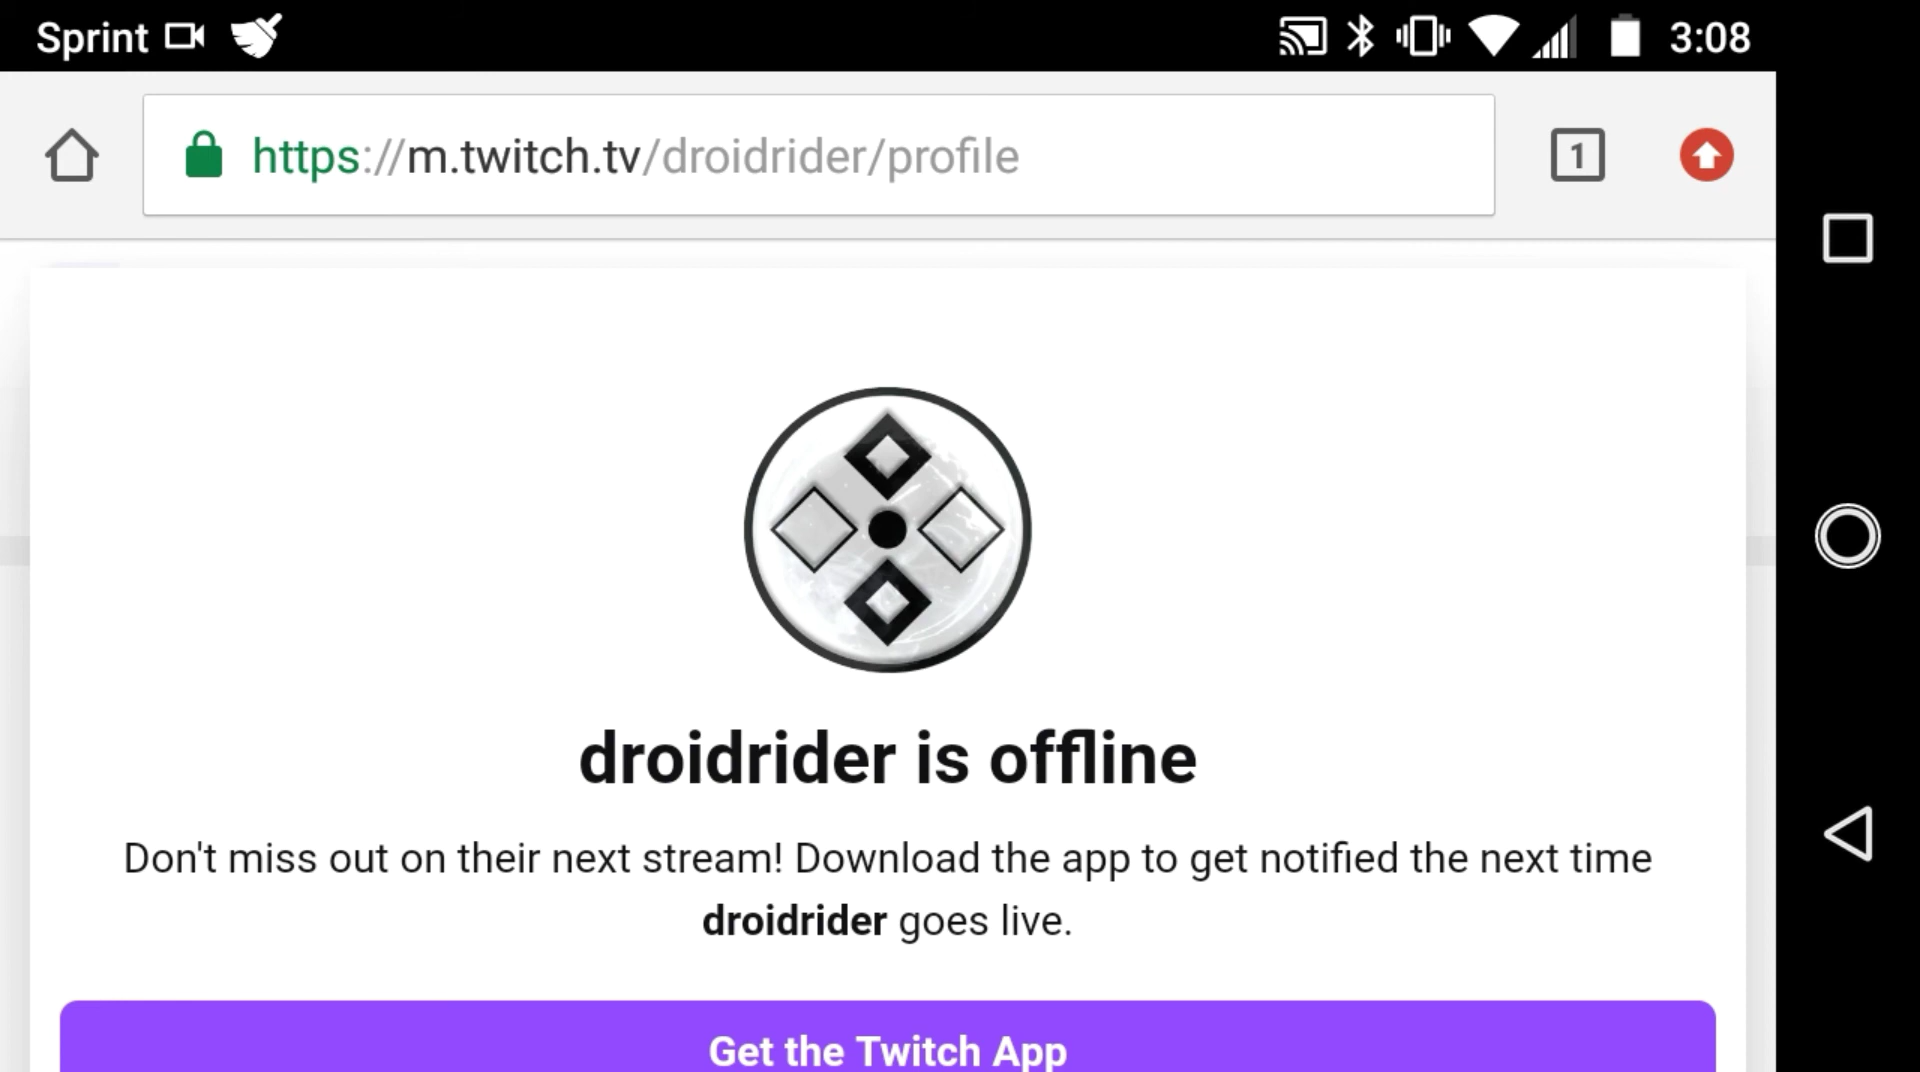 Sprint 3:08
https://m.twitch.tv/droidrider/profile 1
droidrider is offline
Don't miss out on their next stream! Download the app to get notified the next time
droidrider goes live.
Get the Twitch App